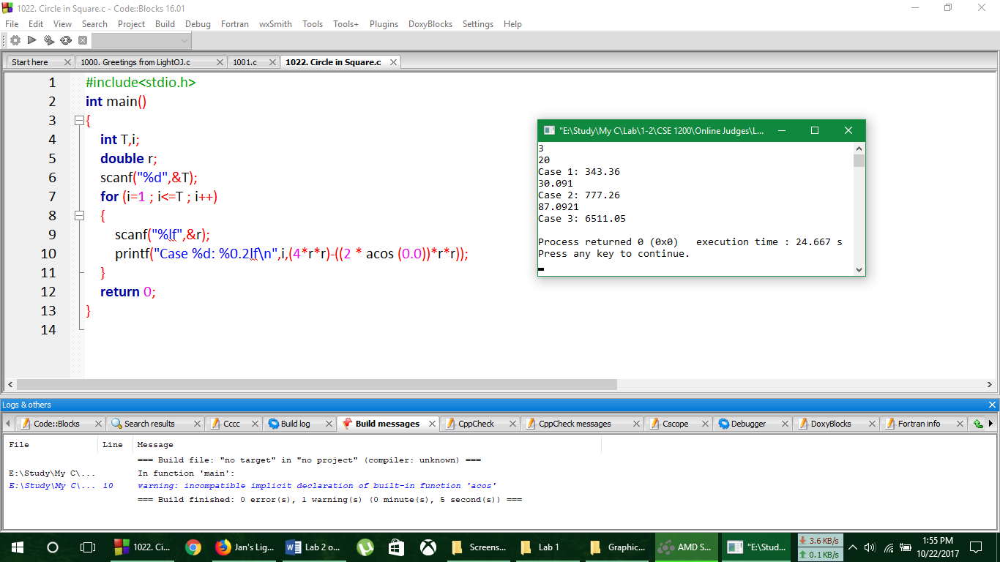 1022. Circle in Square.c - Code::Blocks 16.01
File Edit View Search Project Build Debug Fortran wxSmith Tools Tools+ Plugins DoxyBlocks Settings Help
Start here 1000. Greetings from LightOJ.c 1001.c 1022. Circle in Square.c
1 #include<stdio.h>
2 int main()
3 {
4 int T,i;
5 double r;
6 scanf("%d",&T);
7 for (i=1 ; i<=T ; i++)
8 {
9 scanf("%lf",&r);
10 printf("Case %d: %0.2lf\n",i,(4*r*r)-((2 * acos (0.0))*r*r));
11 }
12 return 0;
13 }
14
"E:\Study\My C\Lab\1-2\CSE 1200\Online Judges\L...
3
20
Case 1: 343.36
30.091
Case 2: 777.26
87.0921
Case 3: 6511.05
Process returned 0 (0x0) execution time : 24.667 s
Press any key to continue.
Logs & others
Code::Blocks Search results Cccc Build log Build messages CppCheck CppCheck messages Cscope Debugger DoxyBlocks Fortran info
File Line Message
=== Build file: "no target" in "no project" (compiler: unknown) ===
E:\Study\My C\... In function 'main':
E:\Study\My C\... 10 warning: incompatible implicit declaration of built-in function 'acos'
=== Build finished: 0 error(s), 1 warning(s) (0 minute(s), 5 second(s)) ===
1022. Ci... Jan's Lig... Lab 2 o... Screens... Lab 1 Graphic... AMD S... "E:\Stud... 3.6 KB/s 1:55 PM
0.1 KB/s 10/22/2017